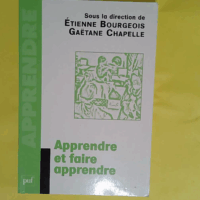 APPRENDRE
Sous la direction de
ÉTIENNE BOURGEOIS
GAËTANE CHAPELLE
Apprendre
et faire
apprendre
puf